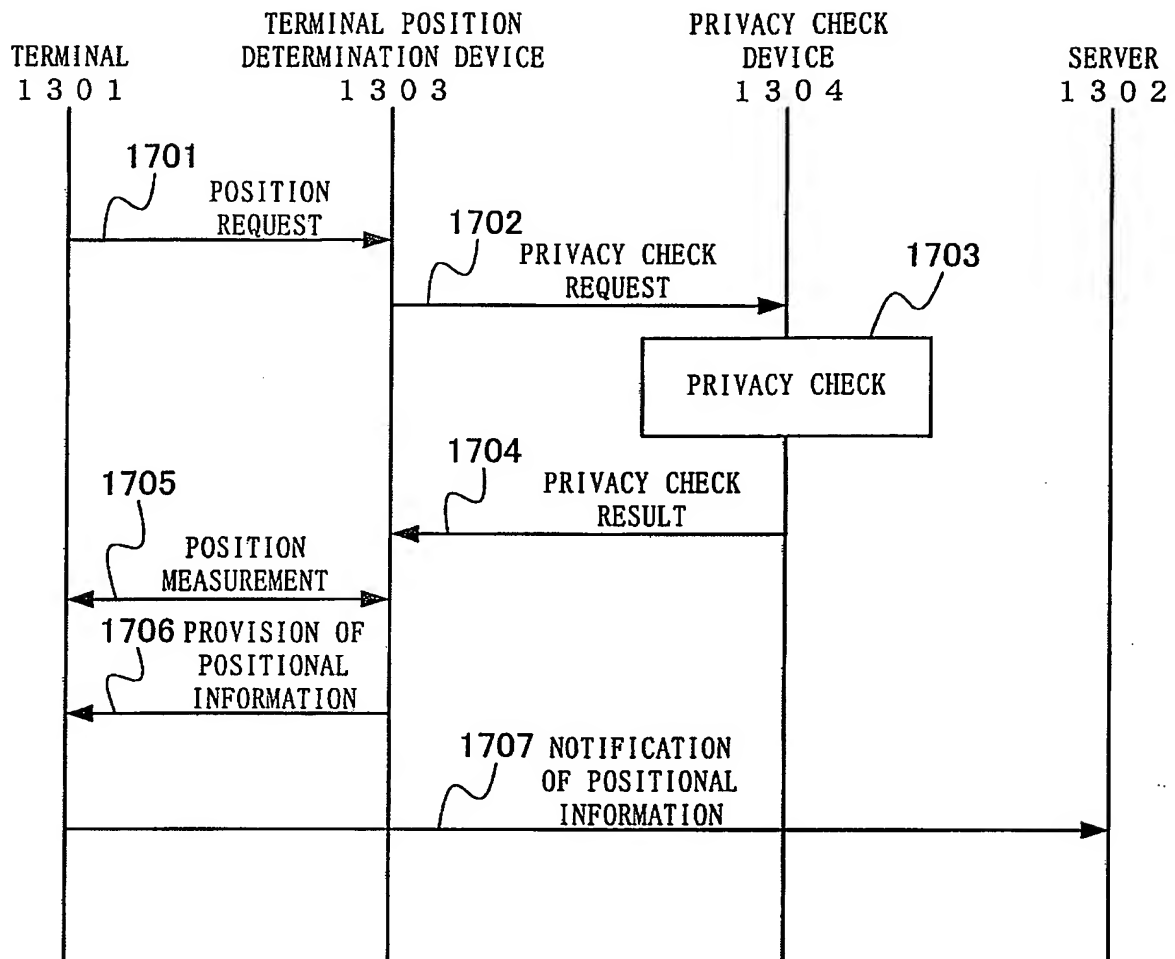 TERMINAL
1301
TERMINAL POSITION
DETERMINATION DEVICE
1303
PRIVACY CHECK
DEVICE
1304
SERVER
1302
1701
POSITION
REQUEST
1702
PRIVACY CHECK
REQUEST
1703
PRIVACY CHECK
1704
PRIVACY CHECK
RESULT
1705
POSITION
MEASUREMENT
1706 PROVISION OF
POSITIONAL
INFORMATION
1707 NOTIFICATION
OF POSITIONAL
INFORMATION